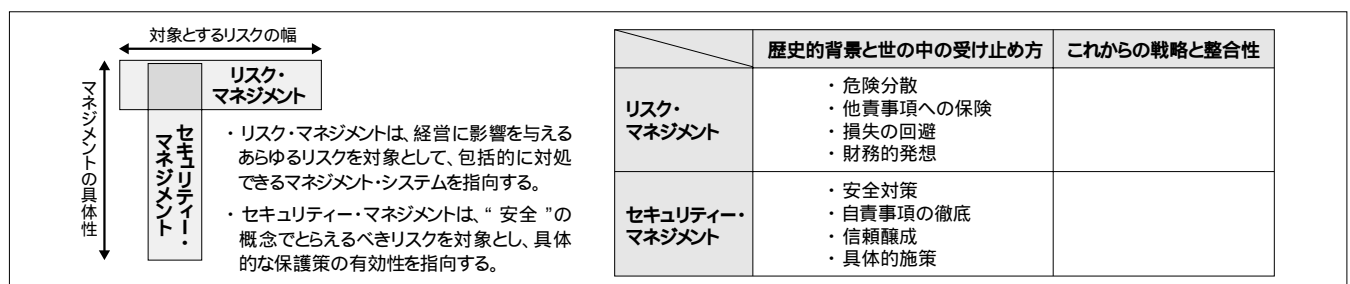 対象とするリスクの幅
マネジメントの具体性
リスク・
マネジメント
セキュリティー・
マネジメント
・リスク・マネジメントは、経営に影響を与える
あらゆるリスクを対象として、包括的に対処
できるマネジメント・システムを指向する。
・セキュリティー・マネジメントは、“安全”の
概念でとらえるべきリスクを対象とし、具体
的な保護策の有効性を指向する。
歴史的背景と世の中の受け止め方
これからの戦略と整合性
リスク・
マネジメント
・危険分散
・他責事項への保険
・損失の回避
・財務的発想
セキュリティー・
マネジメント
・安全対策
・自責事項の徹底
・信頼醸成
・具体的施策